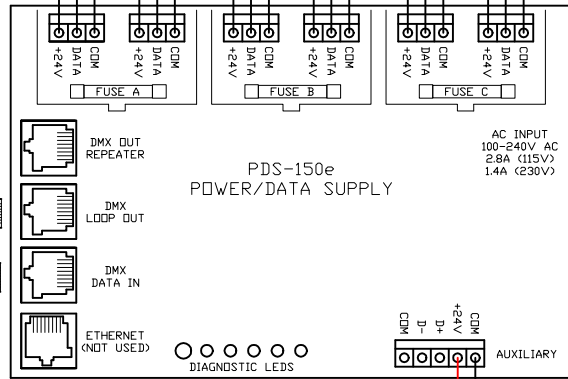 +24V DATA COM +24V DATA COM +24V DATA COM +24V DATA COM +24V DATA COM +24V DATA COM
FUSE A FUSE B FUSE C
DMX OUT
REPEATER
AC INPUT
100-240V AC
2.8A (115V)
1.4A (230V)
PDS-150e
POWER/DATA SUPPLY
DMX
LOOP OUT
DMX
DATA IN
ETHERNET
(NOT USED)
DIAGNOSTIC LEDS
COM D- D+ +24V COM
AUXILIARY